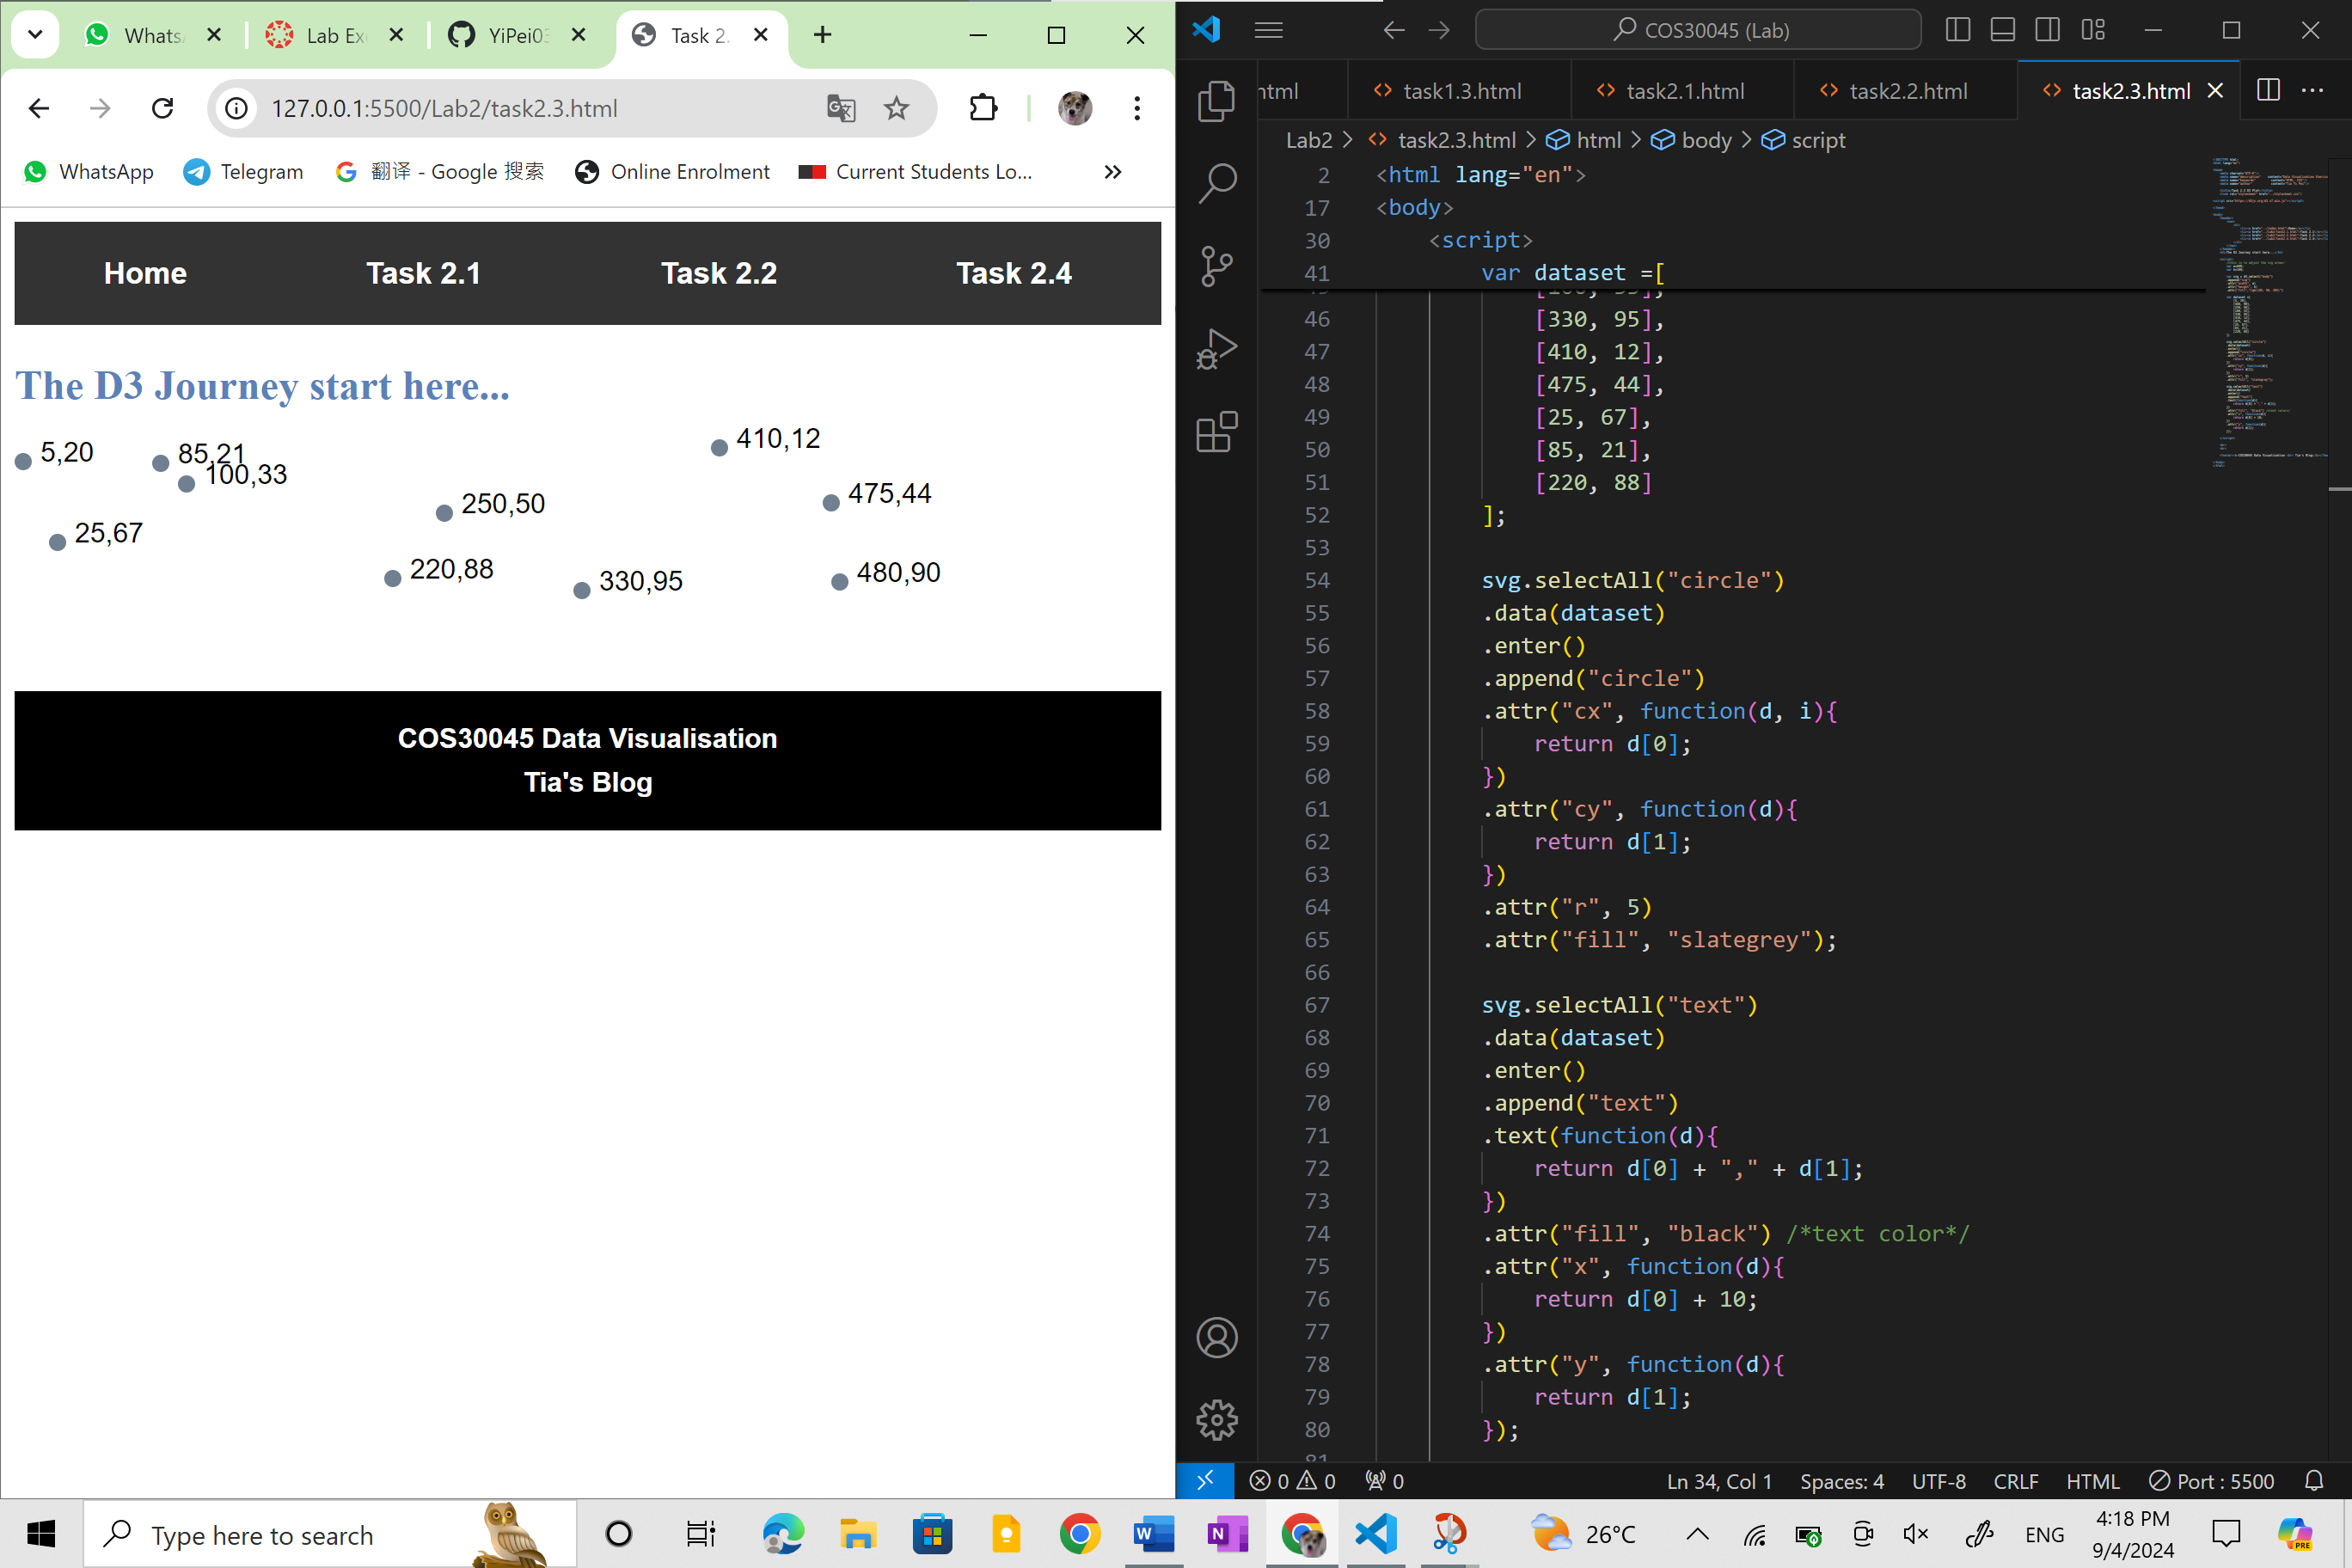 Whats
Lab Ex
YiPei03
Task 2.
127.0.0.1:5500/Lab2/task2.3.html
WhatsApp
Telegram
翻译 - Google 搜索
Online Enrolment
Current Students Lo...
Home
Task 2.1
Task 2.2
Task 2.4
The D3 Journey start here...
5,20
85,21
100,33
25,67
250,50
220,88
410,12
330,95
475,44
480,90
COS30045 Data Visualisation
Tia's Blog
COS30045 (Lab)
html
task1.3.html
task2.1.html
task2.2.html
task2.3.html
Lab2 > task2.3.html > html > body > script
2 <html lang="en">
17 <body>
30 <script>
41 var dataset =[
46 [330, 95],
47 [410, 12],
48 [475, 44],
49 [25, 67],
50 [85, 21],
51 [220, 88]
52 ];
53
54 svg.selectAll("circle")
55 .data(dataset)
56 .enter()
57 .append("circle")
58 .attr("cx", function(d, i){
59 return d[0];
60 })
61 .attr("cy", function(d){
62 return d[1];
63 })
64 .attr("r", 5)
65 .attr("fill", "slategrey");
66
67 svg.selectAll("text")
68 .data(dataset)
69 .enter()
70 .append("text")
71 .text(function(d){
72 return d[0] + "," + d[1];
73 })
74 .attr("fill", "black") /*text color*/
75 .attr("x", function(d){
76 return d[0] + 10;
77 })
78 .attr("y", function(d){
79 return d[1];
80 });
0 0 0
Ln 34, Col 1
Spaces: 4
UTF-8
CRLF
HTML
Port : 5500
Type here to search
26°C
ENG
4:18 PM
9/4/2024
PRE